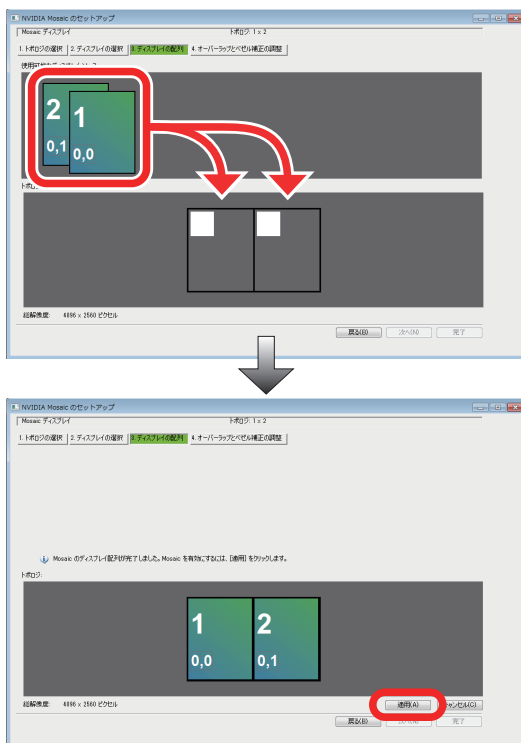 NVIDIA Mosaic のセットアップ
Mosaic ディスプレイ
トポロジ: 1 x 2
1. トポロジの選択
2. ディスプレイの選択
3. ディスプレイの配列
4. オーバーラップとベゼル補正の調整
2
0,1
1
0,0
総解像度:
4096 x 2560 ピクセル
戻る(B)
次へ(N)
完了
NVIDIA Mosaic のセットアップ
Mosaic ディスプレイ
トポロジ: 1 x 2
1. トポロジの選択
2. ディスプレイの選択
3. ディスプレイの配列
4. オーバーラップとベゼル補正の調整
Mosaic のディスプレイ配列が完了しました。Mosaic を有効にするには、[適用] をクリックします。
トポロジ:
1
2
0,0
0,1
総解像度:
4096 x 2560 ピクセル
適用(A)
キャンセル(C)
戻る(B)
次へ(N)
完了